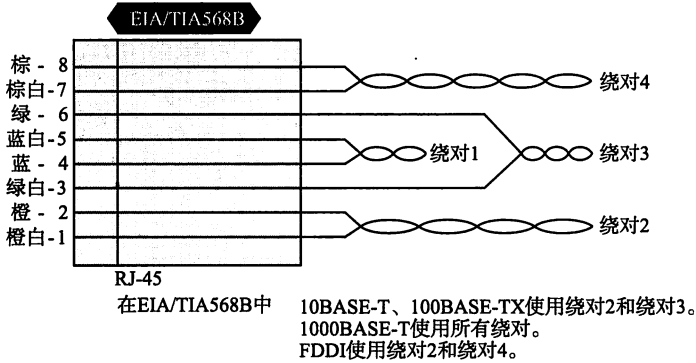 EIA/TIA568B
棕 - 8
棕白-7
绕对4
绿 - 6
蓝白-5
蓝 - 4
绕对1
绕对3
绿白-3
橙 - 2
橙白-1
绕对2
RJ-45
在EIA/TIA568B中
10BASE-T、100BASE-TX使用绕对2和绕对3。
1000BASE-T使用所有绕对。
FDDI使用绕对2和绕对4。